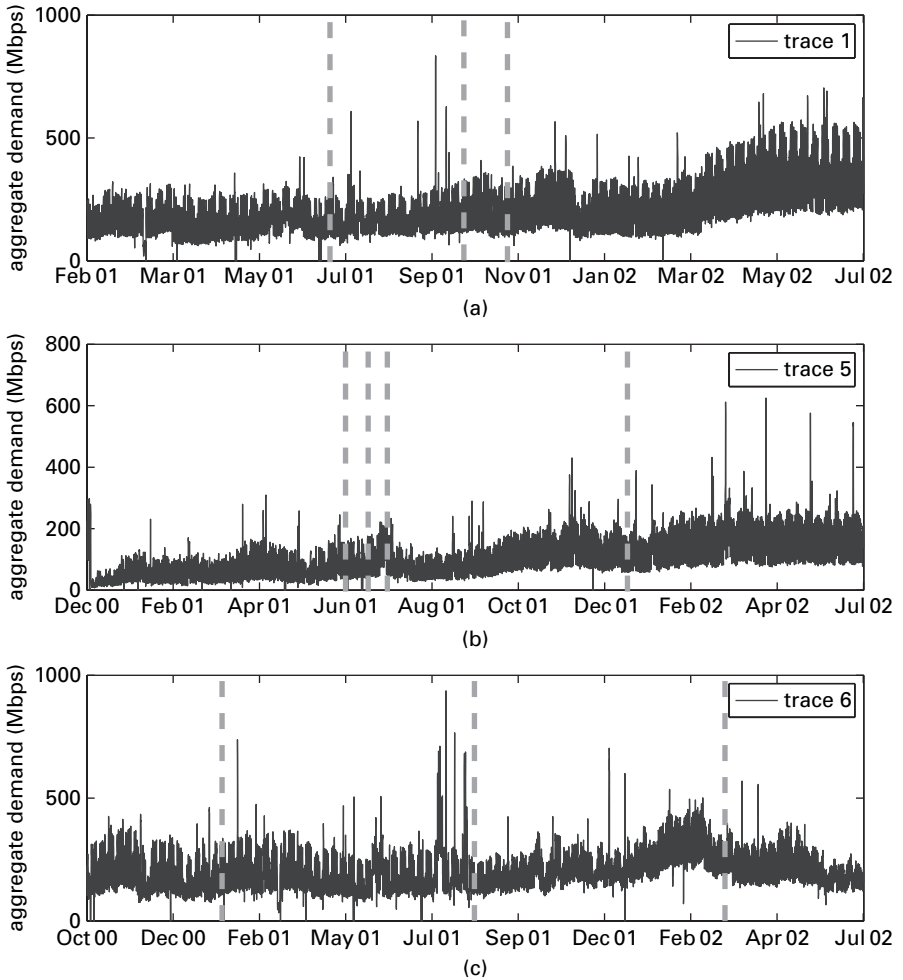 aggregate demand (Mbps)
1000
500
0
trace 1
Feb 01 Mar 01 May 01 Jul 01 Sep 01 Nov 01 Jan 02 Mar 02 May 02 Jul 02
(a)
aggregate demand (Mbps)
800
600
400
200
0
trace 5
Dec 00 Feb 01 Apr 01 Jun 01 Aug 01 Oct 01 Dec 01 Feb 02 Apr 02 Jul 02
(b)
aggregate demand (Mbps)
1000
500
0
trace 6
Oct 00 Dec 00 Feb 01 May 01 Jul 01 Sep 01 Dec 01 Feb 02 Apr 02 Jul 02
(c)